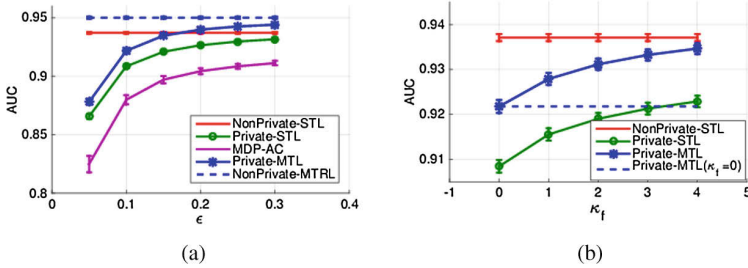 0.95
0.9
0.85
0.8
AUC
NonPrivate-STL
Private-STL
MDP-AC
Private-MTL
NonPrivate-MTRL
0 0.1 0.2 0.3 0.4
ϵ
(a)
0.94
0.93
0.92
0.91
AUC
NonPrivate-STL
Private-STL
Private-MTL
Private-MTL(κf=0)
-1 0 1 2 3 4 5
κf
(b)